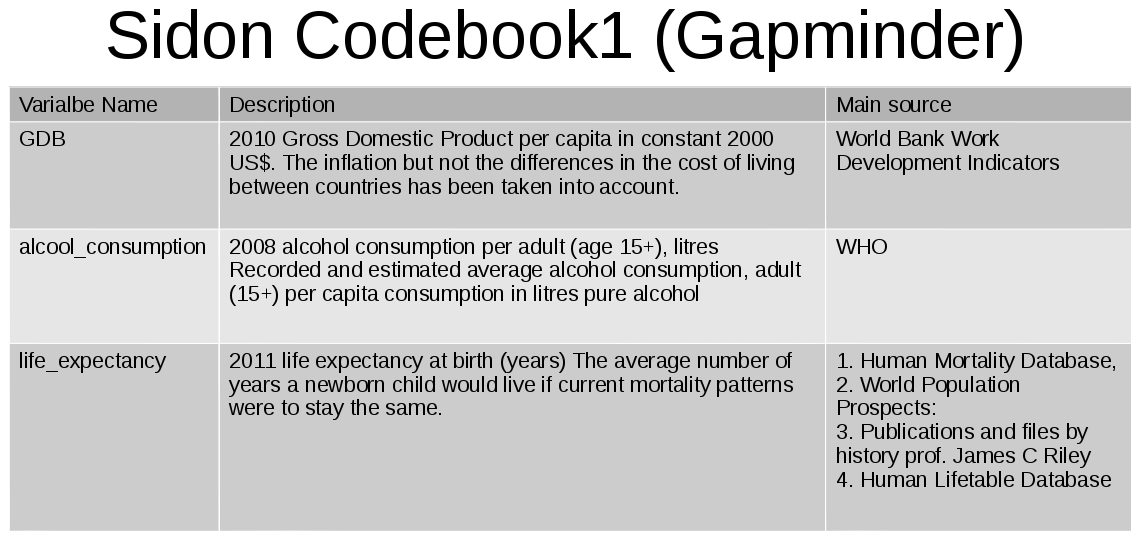 Sidon Codebook1 (Gapminder)
Varialbe Name
Description
Main source
GDB
2010 Gross Domestic Product per capita in constant 2000
US$. The inflation but not the differences in the cost of living
between countries has been taken into account.
World Bank Work
Development Indicators
alcool_consumption
2008 alcohol consumption per adult (age 15+), litres
Recorded and estimated average alcohol consumption, adult
(15+) per capita consumption in litres pure alcohol
WHO
life_expectancy
2011 life expectancy at birth (years) The average number of
years a newborn child would live if current mortality patterns
were to stay the same.
1. Human Mortality Database,
2. World Population
Prospects:
3. Publications and files by
history prof. James C Riley
4. Human Lifetable Database